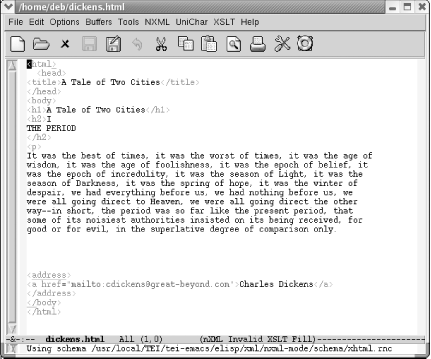 /home/deb/dickens.html
File Edit Options Buffers Tools NXML UniChar XSLT Help
<html>
<head>
<title>A Tale of Two Cities</title>
</head>
<body>
<h1>A Tale of Two Cities</h1>
<h2>I
THE PERIOD
</h2>
<p>
It was the best of times, it was the worst of times, it was the age of
wisdom, it was the age of foolishness, it was the epoch of belief, it
was the epoch of incredulity, it was the season of Light, it was the
season of Darkness, it was the spring of hope, it was the winter of
despair, we had everything before us, we had nothing before us, we
were all going direct to Heaven, we were all going direct the other
way--in short, the period was so far like the present period, that
some of its noisiest authorities insisted on its being received, for
good or for evil, in the superlative degree of comparison only.
<address>
<a href="mailto:cdickens@great-beyond.com">Charles Dickens</a>
</address>
</body>
</html>
-&-:-- dickens.html All (1,0) (nXML Invalid XSLT Fill)--------------------
Using schema /usr/local/TEI/tei-emacs/elisp/xml/nxml-mode/schema/xhtml.rnc